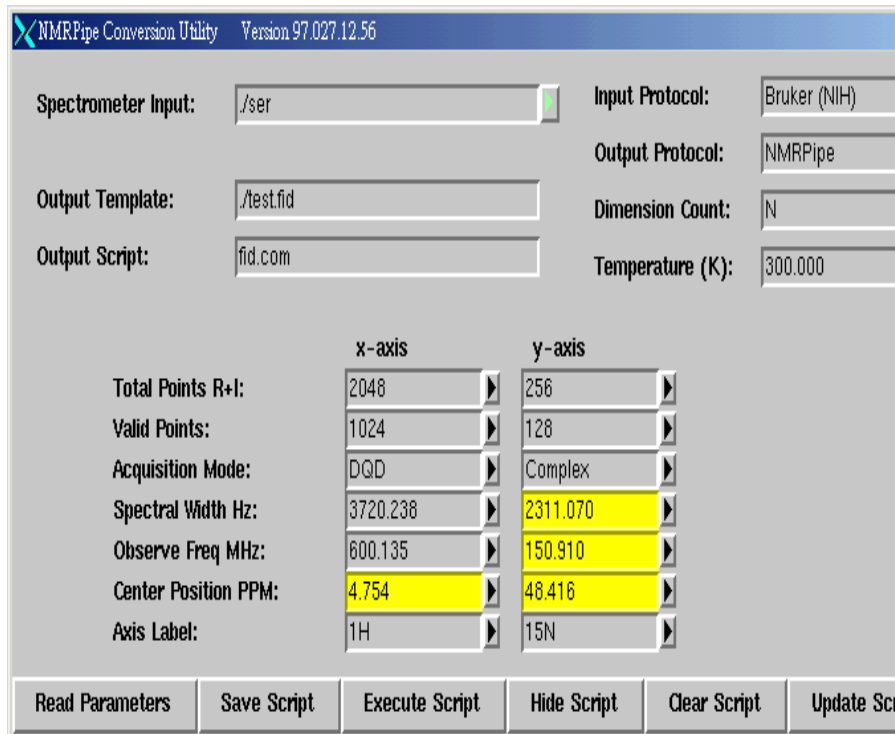 NMRPipe Conversion Utility Version 97.027.12.56
Spectrometer Input: ./ser
Input Protocol: Bruker (NIH)
Output Protocol: NMRPipe
Output Template: ./test.fid
Dimension Count: N
Output Script: fid.com
Temperature (K): 300.000
x-axis y-axis
Total Points R+I: 2048 256
Valid Points: 1024 128
Acquisition Mode: DQD Complex
Spectral Width Hz: 3720.238 2311.070
Observe Freq MHz: 600.135 150.910
Center Position PPM: 4.754 48.416
Axis Label: 1H 15N
Read Parameters Save Script Execute Script Hide Script Clear Script Update Scr